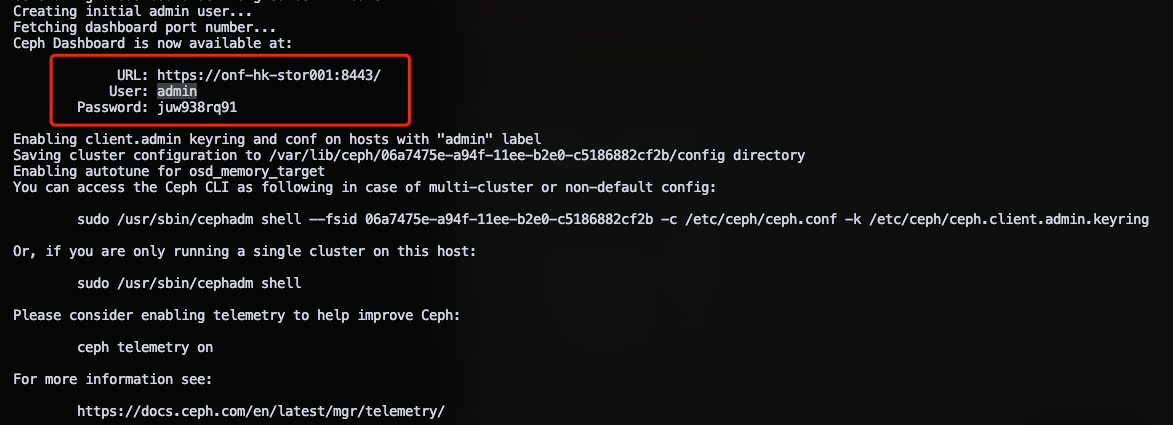 Creating initial admin user...
Fetching dashboard port number...
Ceph Dashboard is now available at:
URL: https://onf-hk-stor001:8443/
User: admin
Password: juw938rq91
Enabling client.admin keyring and conf on hosts with "admin" label
Saving cluster configuration to /var/lib/ceph/06a7475e-a94f-11ee-b2e0-c5186882cf2b/config directory
Enabling autotune for osd_memory_target
You can access the Ceph CLI as following in case of multi-cluster or non-default config:
sudo /usr/sbin/cephadm shell --fsid 06a7475e-a94f-11ee-b2e0-c5186882cf2b -c /etc/ceph/ceph.conf -k /etc/ceph/ceph.client.admin.keyring
Or, if you are only running a single cluster on this host:
sudo /usr/sbin/cephadm shell
Please consider enabling telemetry to help improve Ceph:
ceph telemetry on
For more information see:
https://docs.ceph.com/en/latest/mgr/telemetry/